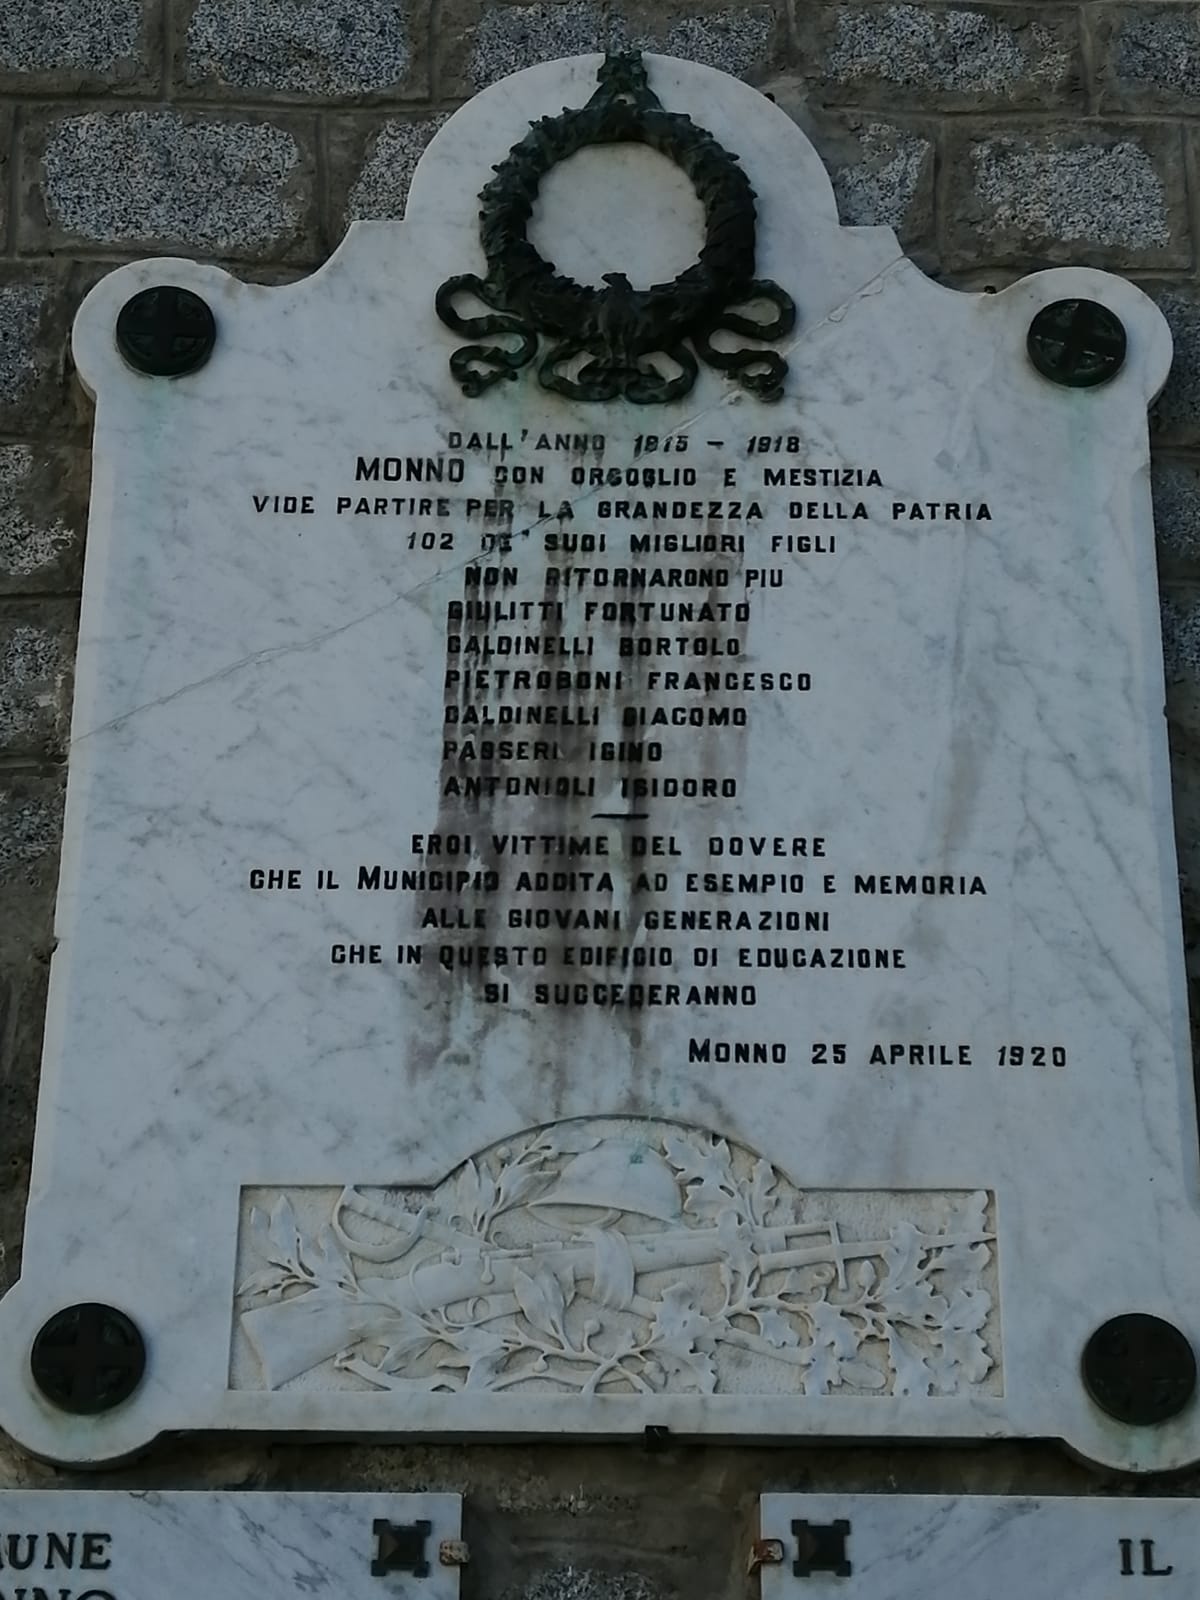 DALL'ANNO 1915 - 1918
MONNO CON ORGOGLIO E MESTIZIA
VIDE PARTIRE PER LA GRANDEZZA DELLA PATRIA
102 DE' SUOI MIGLIORI FIGLI
NON RITORNARONO PIU
GIULITTI FORTUNATO
CALDINELLI BORTOLO
PIETROBONI FRANCESCO
CALDINELLI GIACOMO
PASSERI IGINO
ANTONIOLI ISIDORO
EROI VITTIME DEL DOVERE
CHE IL MUNICIPIO ADDITA AD ESEMPIO E MEMORIA
ALLE GIOVANI GENERAZIONI
CHE IN QUESTO EDIFICIO DI EDUCAZIONE
SI SUCCEDERANNO
MONNO 25 APRILE 1920
IL